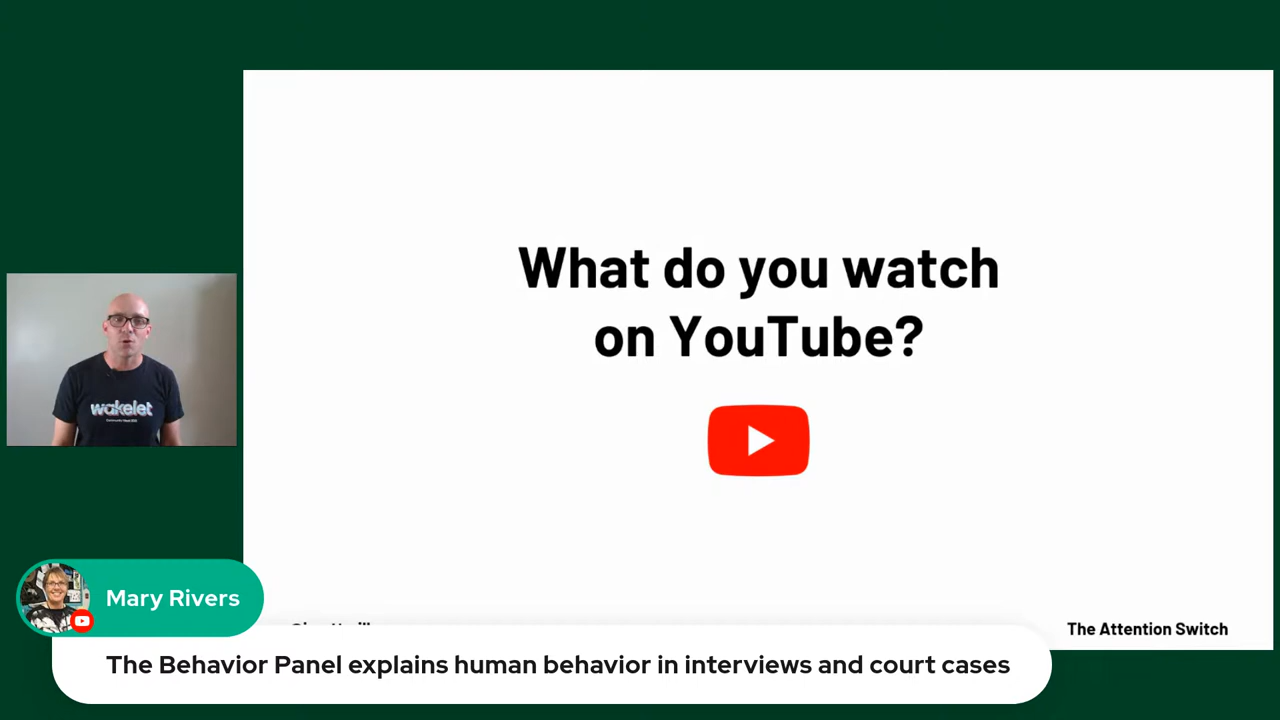 What do you watch
on YouTube?
wakelet
The Attention Switch
Mary Rivers
The Behavior Panel explains human behavior in interviews and court cases